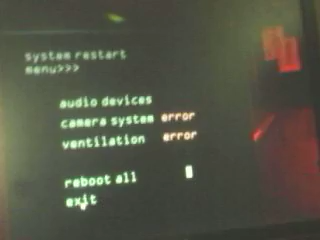 system restart
menu>>>
audio devices
camera system error
ventilation error
reboot all
exit